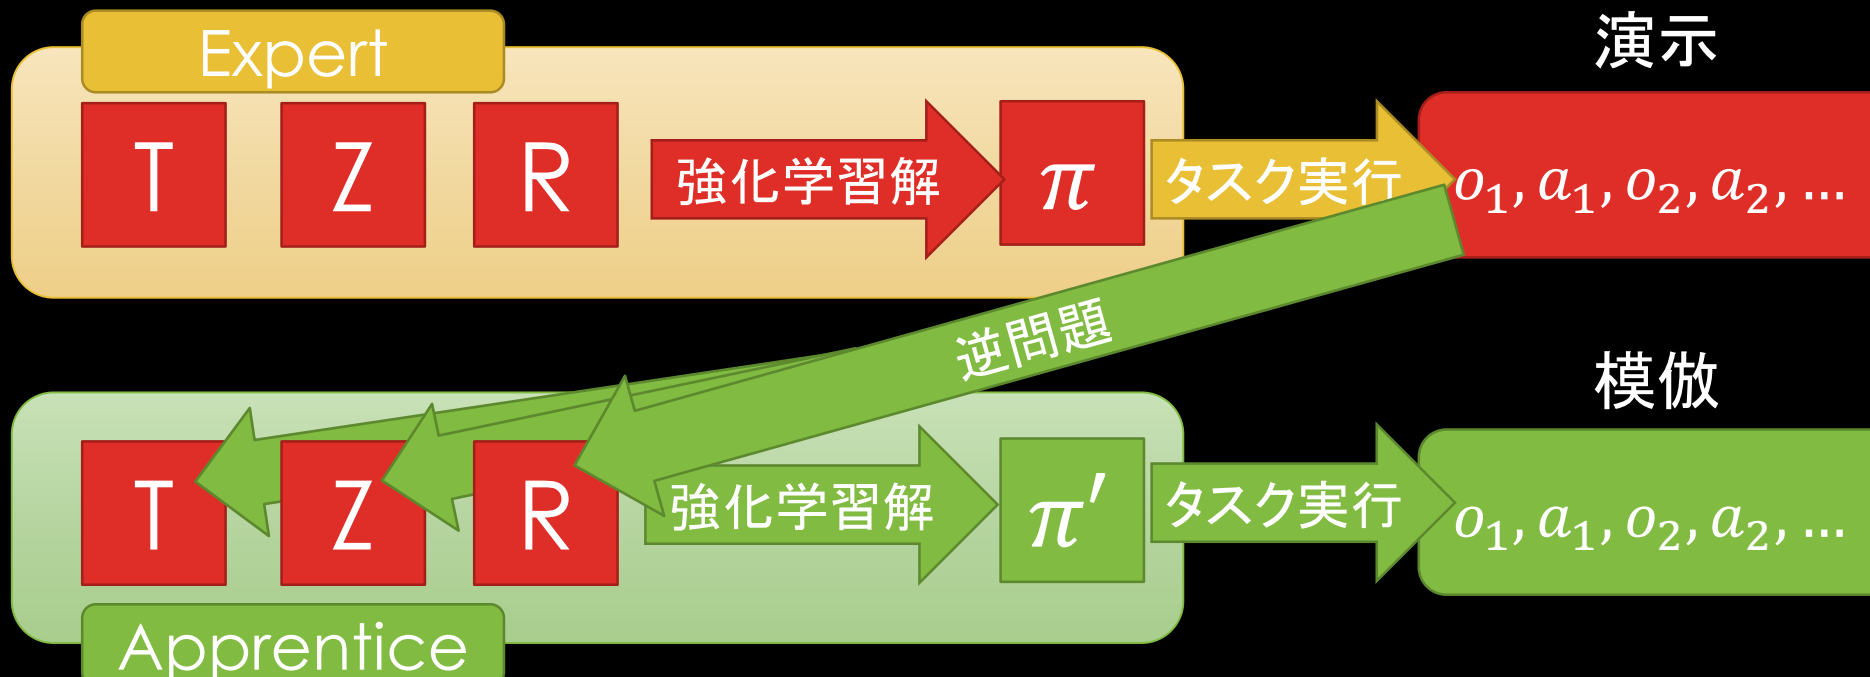 Expert
演示
T Z R 強化学習解 π タスク実行 o₁, a₁, o₂, a₂, …
逆問題
模倣
T Z R 強化学習解 π′ タスク実行 o₁, a₁, o₂, a₂, …
Apprentice